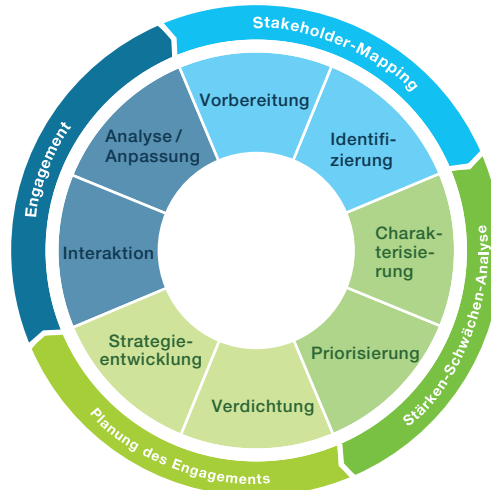 Stakeholder-Mapping
Vorbereitung
Identifi-
zierung
Stärken-Schwächen-Analyse
Charak-
terisie-
rung
Priorisierung
Planung des Engagements
Verdichtung
Strategie-
entwicklung
Engagement
Interaktion
Analyse /
Anpassung